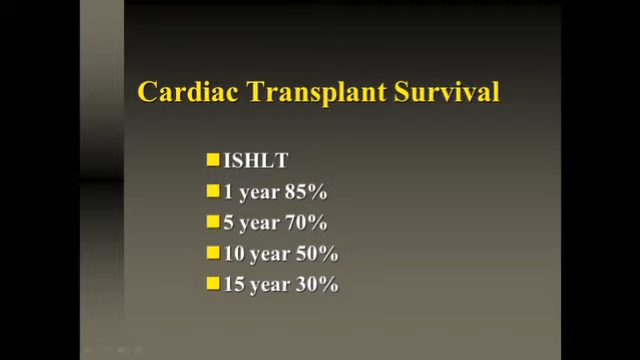 Cardiac Transplant Survival
ISHLT
1 year 85%
5 year 70%
10 year 50%
15 year 30%